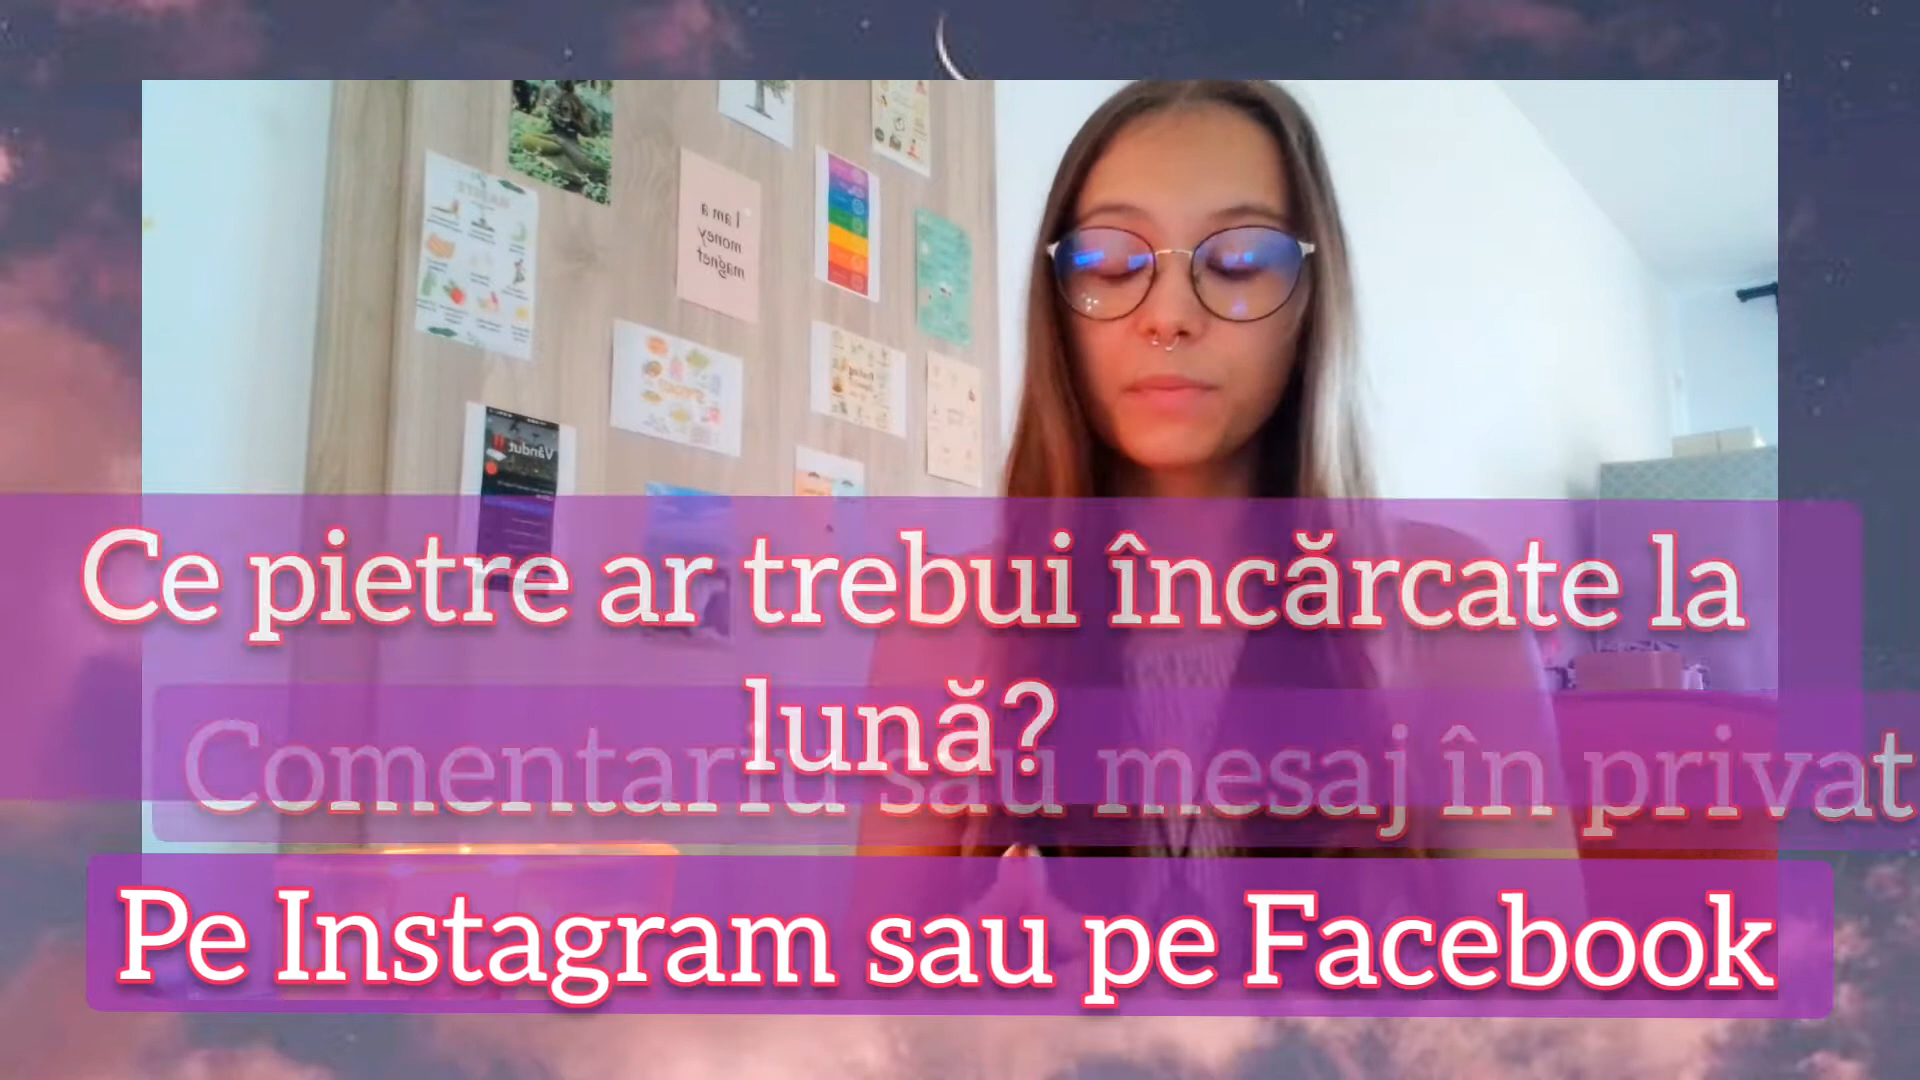 I am a
money
magnet
Vândut
Ce pietre ar trebui încărcate la
lună?
Comentariu sau mesaj în privat
Pe Instagram sau pe Facebook